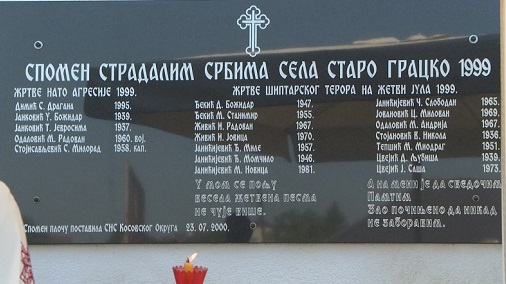 СПОМЕН СТРАДАЛИМ СРБИМА СЕЛА СТАРО ГРАЦКО 1999
ЖРТВЕ НАТО АГРЕСИЈЕ 1999.
ДИМИЋ С. ДРАГАНА 1995.
ЈАНКОВИЋ У. БОЖИДАР 1939.
ЈАНКОВИЋ Т. ЈЕВРОСИМА 1937.
ОДАЛОВИЋ М. РАДОВАН 1960. ВОЈ.
СТОЈИСАВЉЕВИЋ С. МИЛОРАД 1958. КАП.
ЖРТВЕ ШИПТАРСКОГ ТЕРОРА НА ЖЕТВИ ЈУЛА 1999.
ЂЕКИЋ Д. БОЖИДАР 1947.
ЂЕКИЋ М. СТАНИМИР 1955.
ЖИВИЋ И. РАДОВАН 1967.
ЖИВИЋ И. ЈОВИЦА 1970.
ЈАНИЋИЈЕВИЋ Ђ. МИЛЕ 1957.
ЈАНИЋИЈЕВИЋ Ђ. МОМЧИЛО 1946.
ЈАНИЋИЈЕВИЋ М. НОВИЦА 1981.
ЈАНИЋИЈЕВИЋ Ч. СЛОБОДАН 1965.
ЈОВАНОВИЋ Ц. МИЛОВАН 1969.
ОДАЛОВИЋ М. АНДРИЈА 1967.
СТОЈАНОВИЋ В. НИКОЛА 1936.
ТЕПШИЋ М. МИОДРАГ 1951.
ЦВЕЈИЋ Д. ЉУБИША 1939.
ЦВЕЈИЋ Ј. САША 1973.
У МОМ СЕ ПОЉУ
ВЕСЕЛА ЖЕТВЕНА ПЕСМА
НЕ ЧУЈЕ ВИШЕ.
А НА МЕНИ ЈЕ ДА СВЕДОЧИМ
ПАМТИМ
ЗЛО ПОЧИЊЕНО ДА НИКАД
НЕ ЗАБОРАВИМ.
СПОМЕН ПЛОЧУ ПОСТАВИЛА СНС КОСОВСКОГ ОКРУГА 23. 07. 2000.